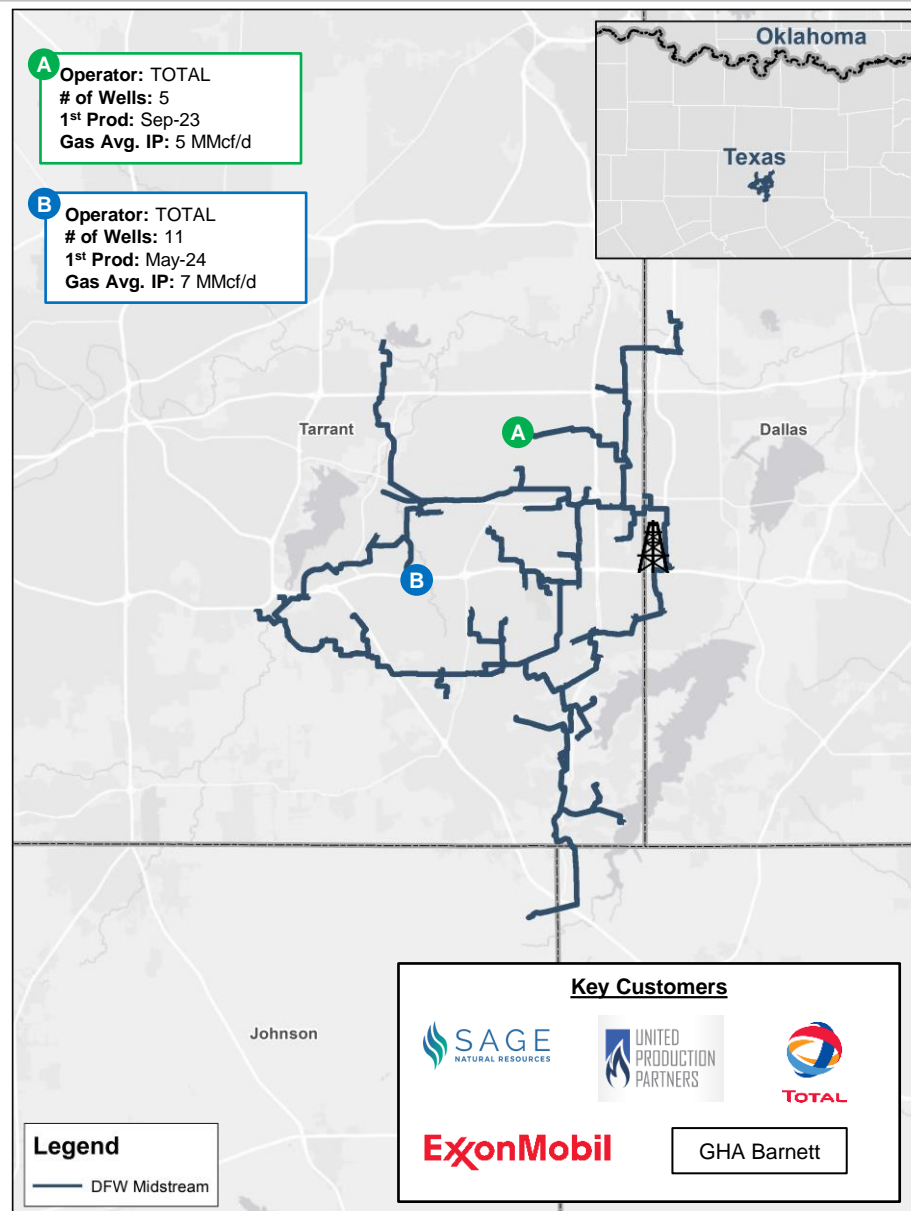 A
Operator: TOTAL
# of Wells: 5
1st Prod: Sep-23
Gas Avg. IP: 5 MMcf/d
B
Operator: TOTAL
# of Wells: 11
1st Prod: May-24
Gas Avg. IP: 7 MMcf/d
Oklahoma
Texas
Tarrant
A
Dallas
B
Johnson
Key Customers
SAGE
NATURAL RESOURCES
UNITED
PRODUCTION
PARTNERS
TOTAL
ExxonMobil
GHA Barnett
Legend
DFW Midstream